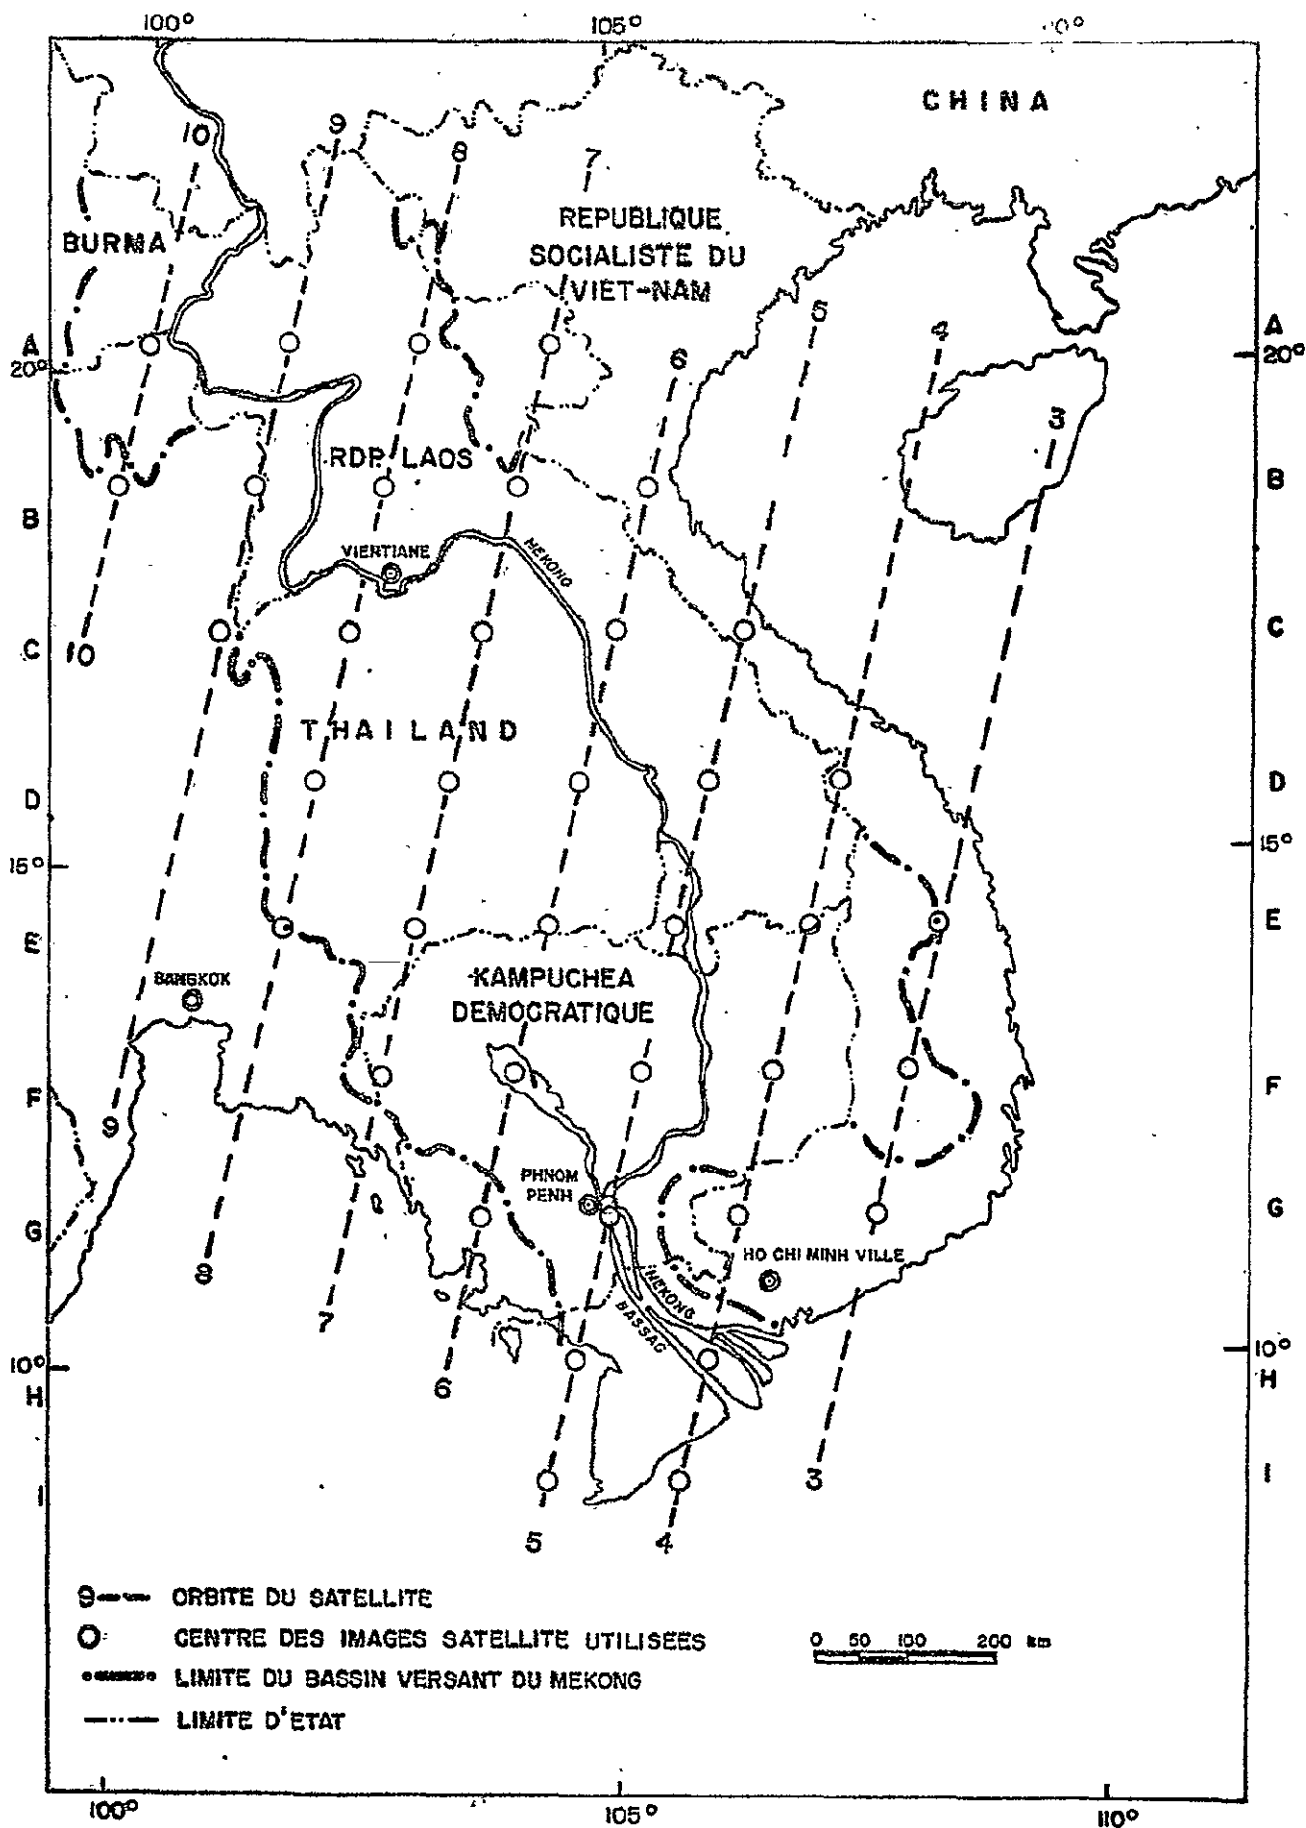 100°
105°
CHINA
10
9
8
7
BURMA
REPUBLIQUE
SOCIALISTE DU
VIET-NAM
5
4
A
A
20°
20°
6
3
RDP. LAOS
B
B
VIERTIANE
MEKONG
C
C
10
THAILAND
D
D
15°
15°
E
E
BANGKOK
KAMPUCHEA
DEMOCRATIQUE
F
F
9
PHNOM
PENH
G
G
HO CHI MINH VILLE
8
MEKONG
BASSAC
7
10°
10°
6
H
H
3
I
I
5
4
9 ORBITE DU SATELLITE
CENTRE DES IMAGES SATELLITE UTILISÉES
0 50 100 200 km
LIMITE DU BASSIN VERSANT DU MEKONG
LIMITE D'ETAT
100°
105°
110°